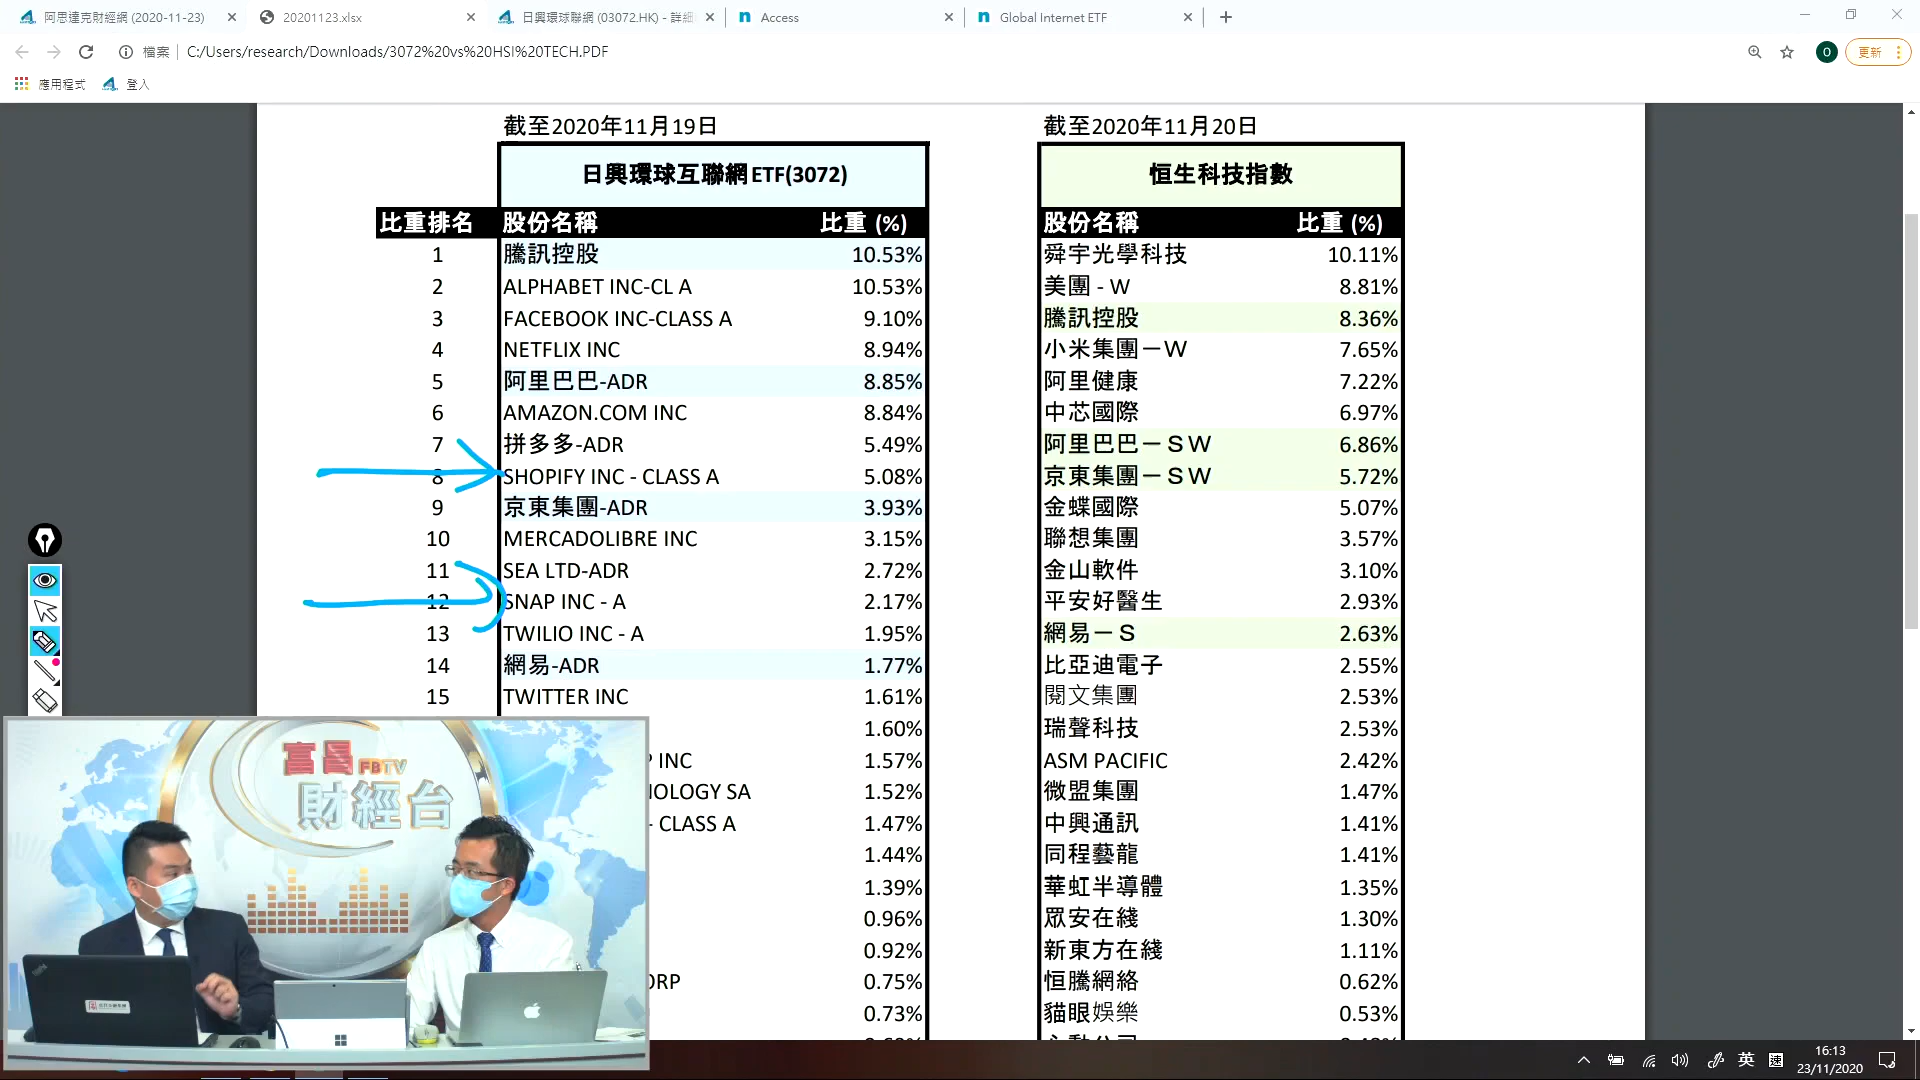 阿思達克財經網 (2020-11-23)
20201123.xlsx
日興環球聯網 (03072.HK) - 詳細
Access
Global Internet ETF
檔案
C:/Users/research/Downloads/3072%20vs%20HSI%20TECH.PDF
O
更新
應用程式
登入
截至2020年11月19日 截至2020年11月20日
日興環球互聯網ETF(3072) 恒生科技指數
比重排名 股份名稱 比重 (%) 股份名稱 比重 (%)
1 騰訊控股 10.53% 舜宇光學科技 10.11%
2 ALPHABET INC-CL A 10.53% 美團 - W 8.81%
3 FACEBOOK INC-CLASS A 9.10% 騰訊控股 8.36%
4 NETFLIX INC 8.94% 小米集團－Ｗ 7.65%
5 阿里巴巴-ADR 8.85% 阿里健康 7.22%
6 AMAZON.COM INC 8.84% 中芯國際 6.97%
7 拼多多-ADR 5.49% 阿里巴巴－ＳＷ 6.86%
8 SHOPIFY INC - CLASS A 5.08% 京東集團－ＳＷ 5.72%
9 京東集團-ADR 3.93% 金蝶國際 5.07%
10 MERCADOLIBRE INC 3.15% 聯想集團 3.57%
11 SEA LTD-ADR 2.72% 金山軟件 3.10%
12 SNAP INC - A 2.17% 平安好醫生 2.93%
13 TWILIO INC - A 1.95% 網易－Ｓ 2.63%
14 網易-ADR 1.77% 比亞迪電子 2.55%
15 TWITTER INC 1.61% 閱文集團 2.53%
1.60% 瑞聲科技 2.53%
INC 1.57% ASM PACIFIC 2.42%
NOLOGY SA 1.52% 微盟集團 1.47%
- CLASS A 1.47% 中興通訊 1.41%
1.44% 同程藝龍 1.41%
1.39% 華虹半導體 1.35%
0.96% 眾安在綫 1.30%
0.92% 新東方在綫 1.11%
ORP 0.75% 恒騰網絡 0.62%
0.73% 貓眼娛樂 0.53%
富昌 FBTV
財經台
英
速
16:13
23/11/2020